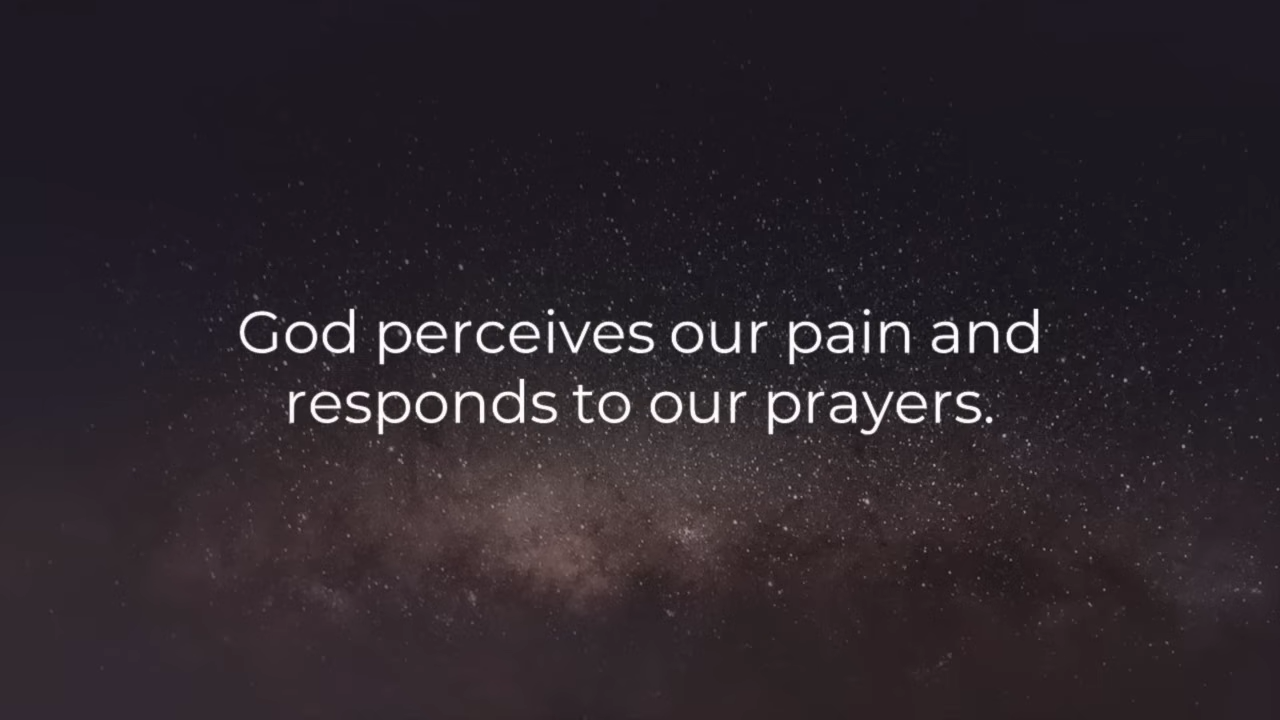 God perceives our pain and
responds to our prayers.